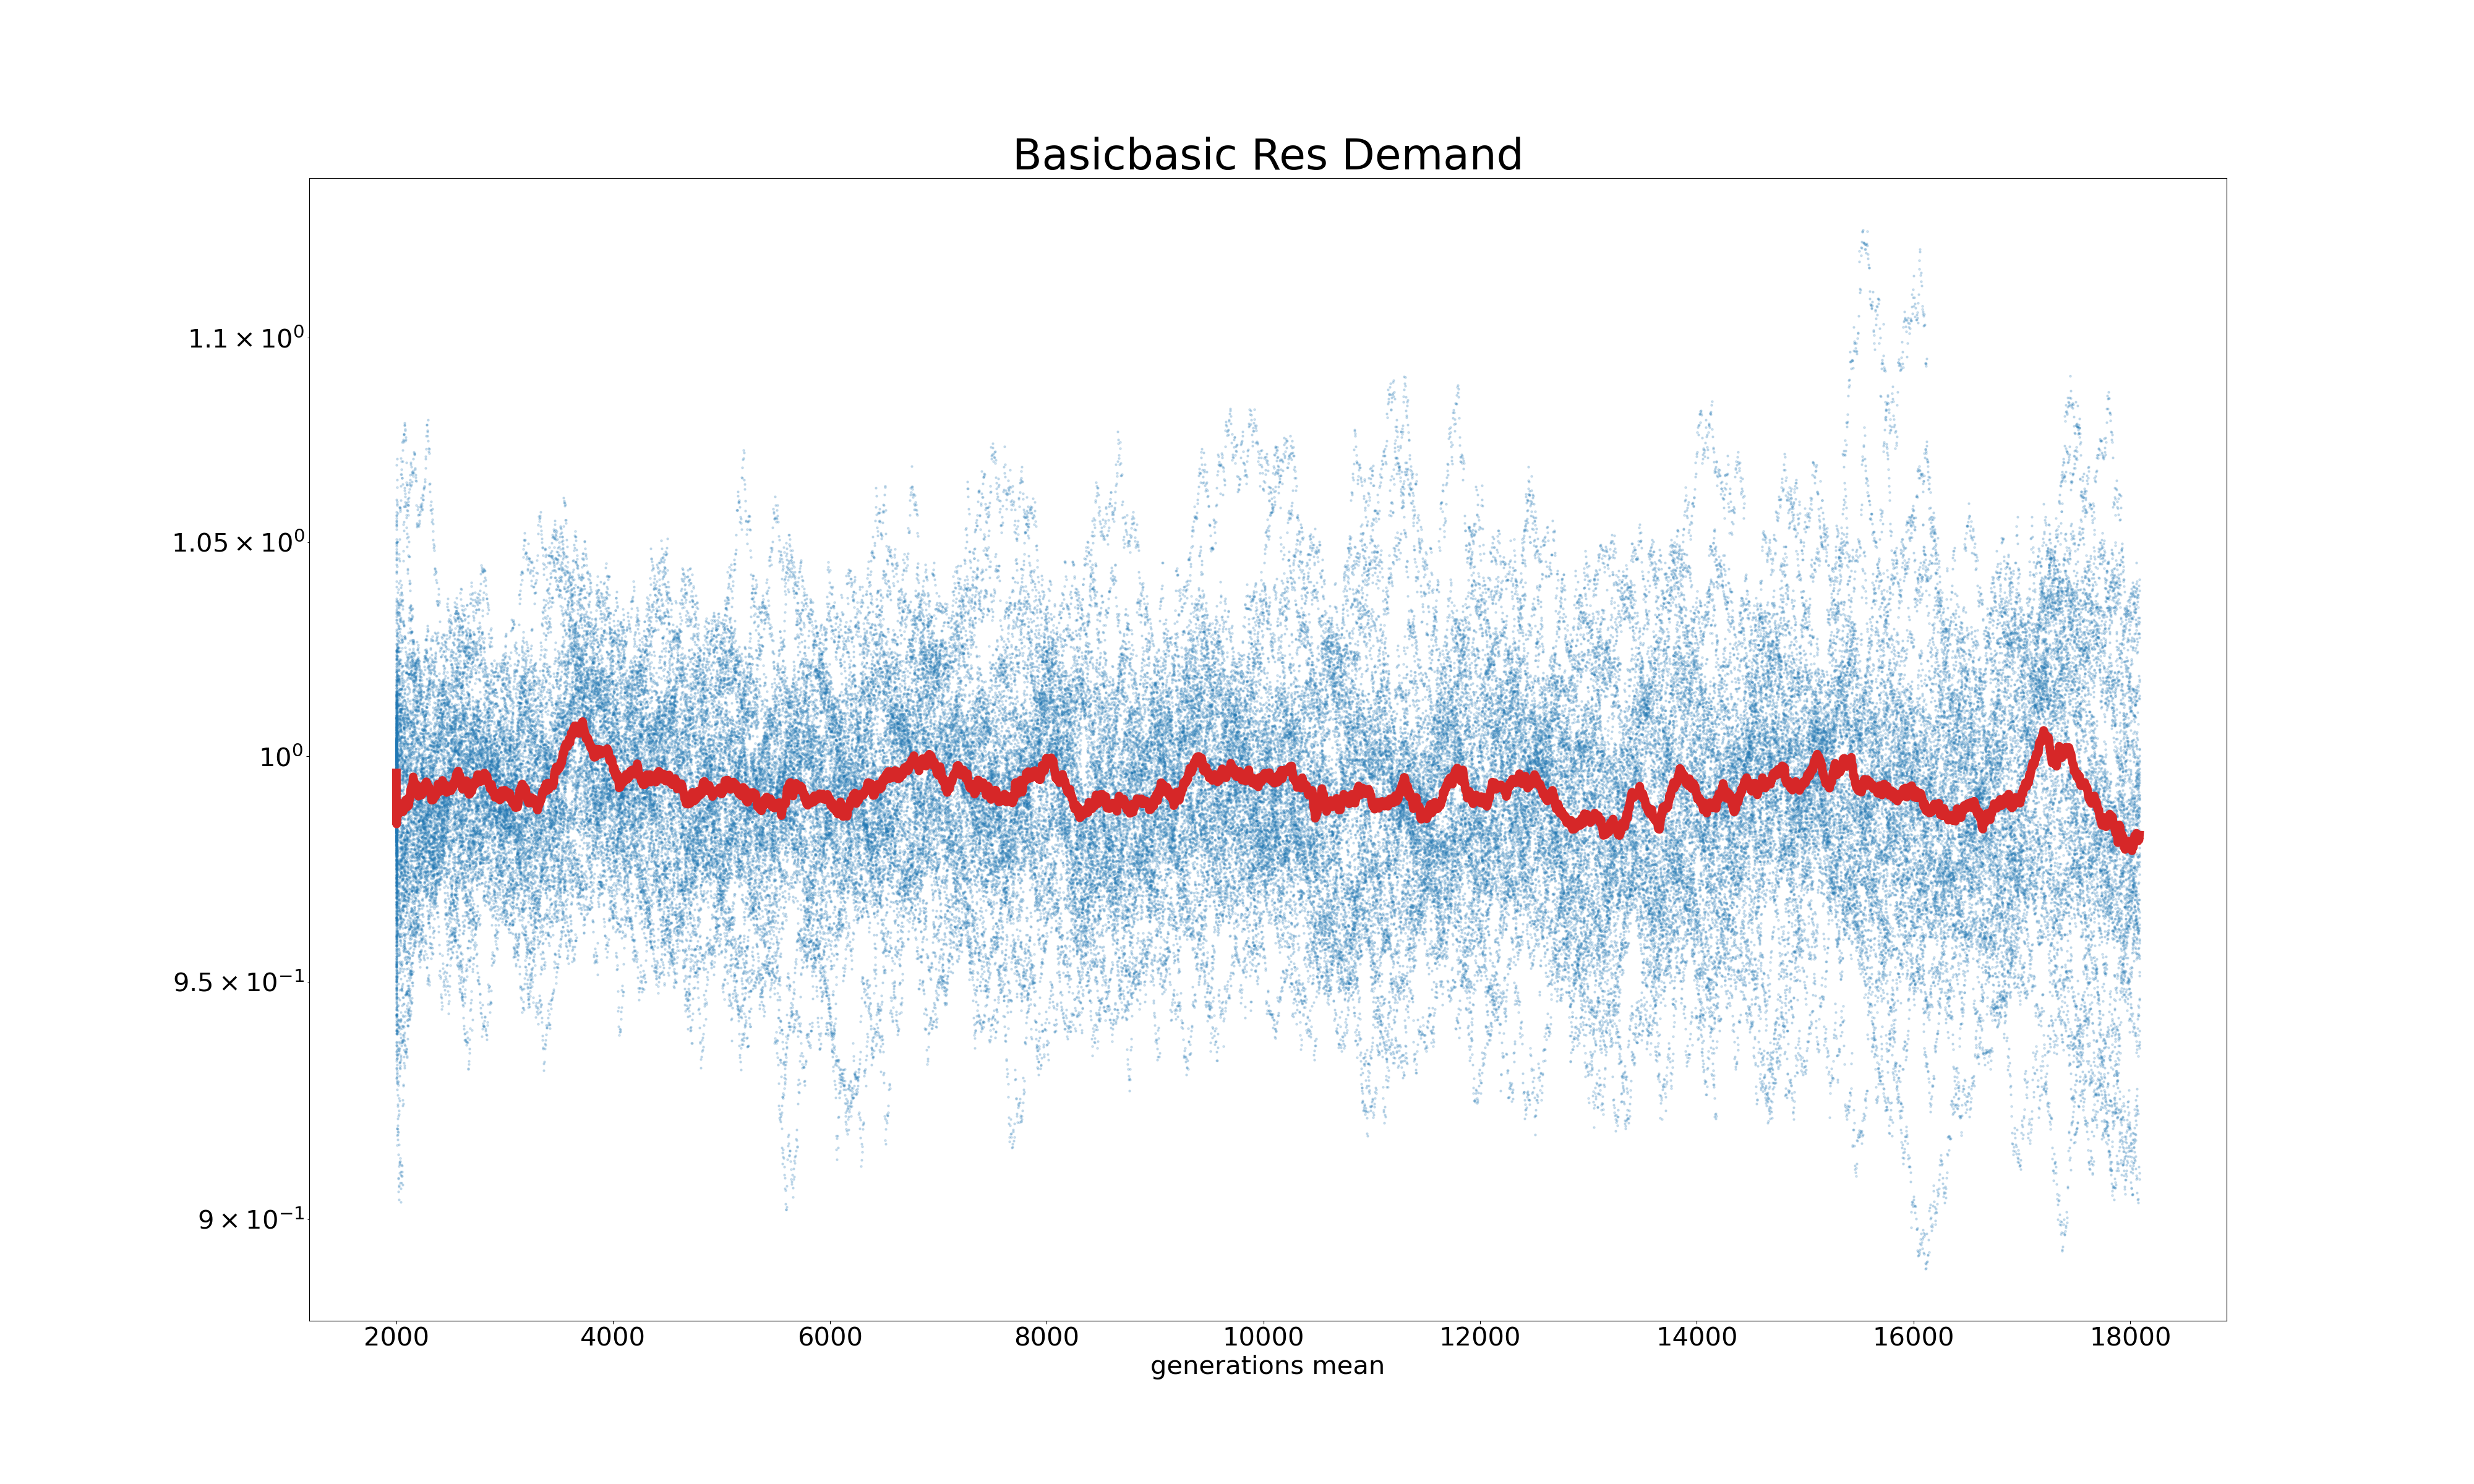 Basicbasic Res Demand
1.1 × 10⁰
1.05 × 10⁰
10⁰
9.5 × 10⁻¹
9 × 10⁻¹
2000 4000 6000 8000 10000 12000 14000 16000 18000
generations mean